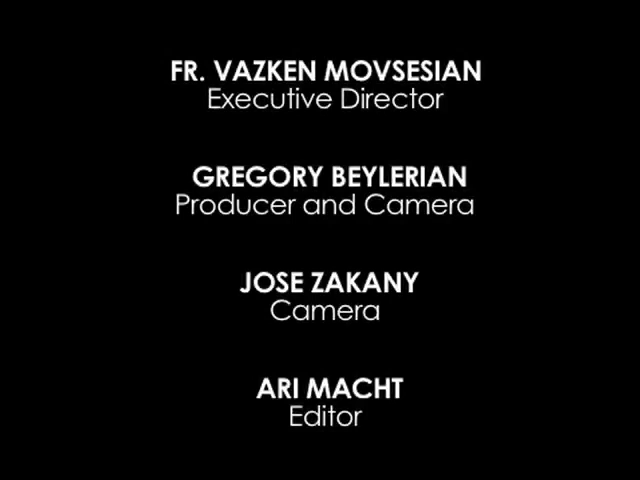 FR. VAZKEN MOVSESIAN
Executive Director
GREGORY BEYLERIAN
Producer and Camera
JOSE ZAKANY
Camera
ARI MACHT
Editor